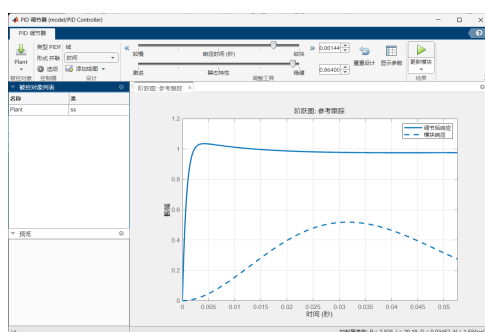 PID 调节器 (model/PID Controller)
PID 调节器
类型 PIDF 域
形式 并联 时间
Plant 选项 添加绘图
较慢 响应时间 (秒) 较快 0.00144
激进 瞬态特性 稳健 0.86400
重置设计 显示参数 更新模块
被控对象 控制器 设计 调整工具 结果
被控对象列表
名称 类
Plant ss
预览
阶跃图: 参考跟踪
阶跃图: 参考跟踪
调节后响应
模块响应
振幅
1.2
1
0.8
0.6
0.4
0.2
0
0 0.005 0.01 0.015 0.02 0.025 0.03 0.035 0.04 0.045 0.05
时间 (秒)